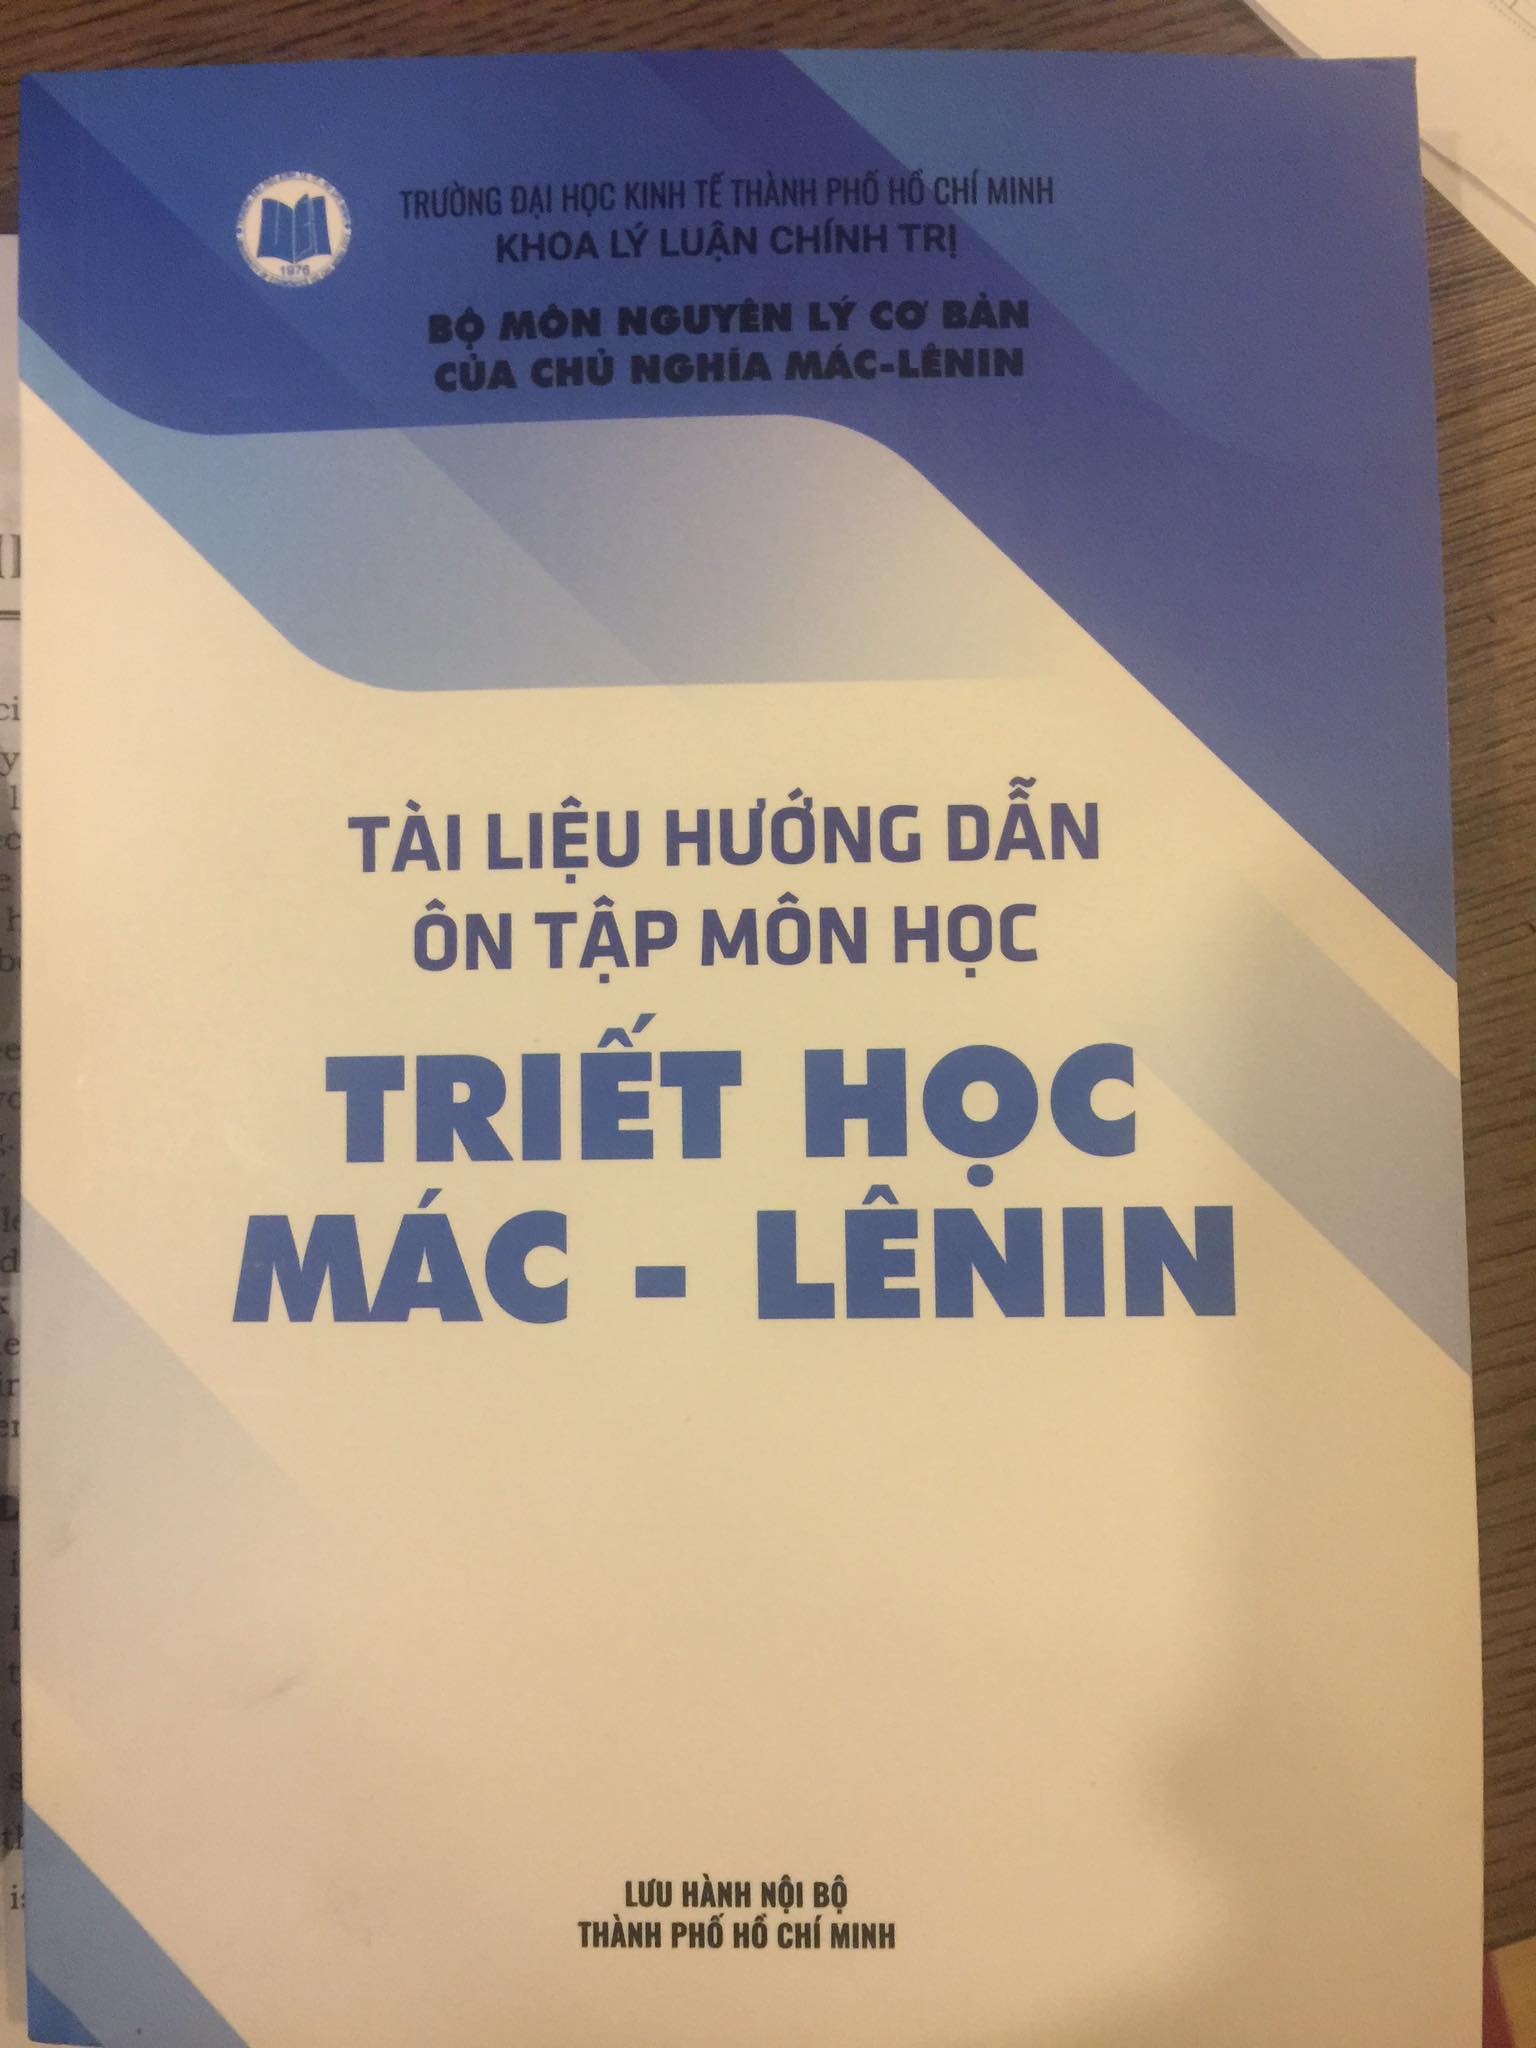 TRƯỜNG ĐẠI HỌC KINH TẾ THÀNH PHỐ HỒ CHÍ MINH
KHOA LÝ LUẬN CHÍNH TRỊ
BỘ MÔN NGUYÊN LÝ CƠ BẢN
CỦA CHỦ NGHĨA MÁC-LÊNIN
1976
TÀI LIỆU HƯỚNG DẪN
ÔN TẬP MÔN HỌC
TRIẾT HỌC
MÁC - LÊNIN
LƯU HÀNH NỘI BỘ
THÀNH PHỐ HỒ CHÍ MINH